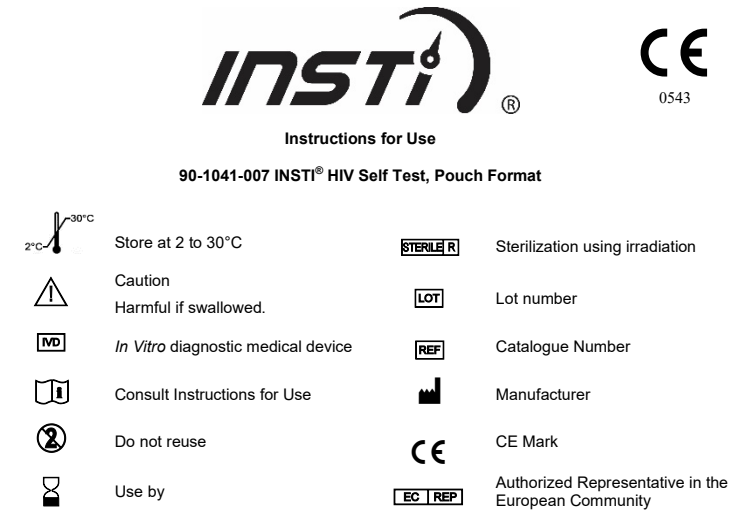 INSTI®
CE
0543
Instructions for Use
90-1041-007 INSTI® HIV Self Test, Pouch Format
30°C
2°C
Store at 2 to 30°C
STERILE R
Sterilization using irradiation
Caution
Harmful if swallowed.
LOT
Lot number
IVD
In Vitro diagnostic medical device
REF
Catalogue Number
i
Consult Instructions for Use
Manufacturer
2
Do not reuse
CE
CE Mark
Use by
EC REP
Authorized Representative in the
European Community